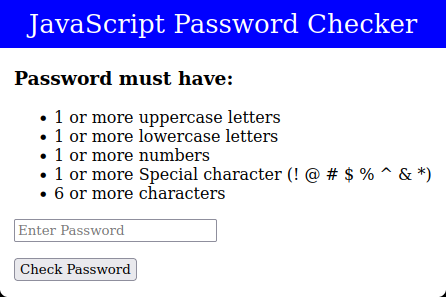 JavaScript Password Checker
Password must have:
• 1 or more uppercase letters
• 1 or more lowercase letters
• 1 or more numbers
• 1 or more Special character (! @ # $ % ^ & *)
• 6 or more characters
Enter Password
Check Password